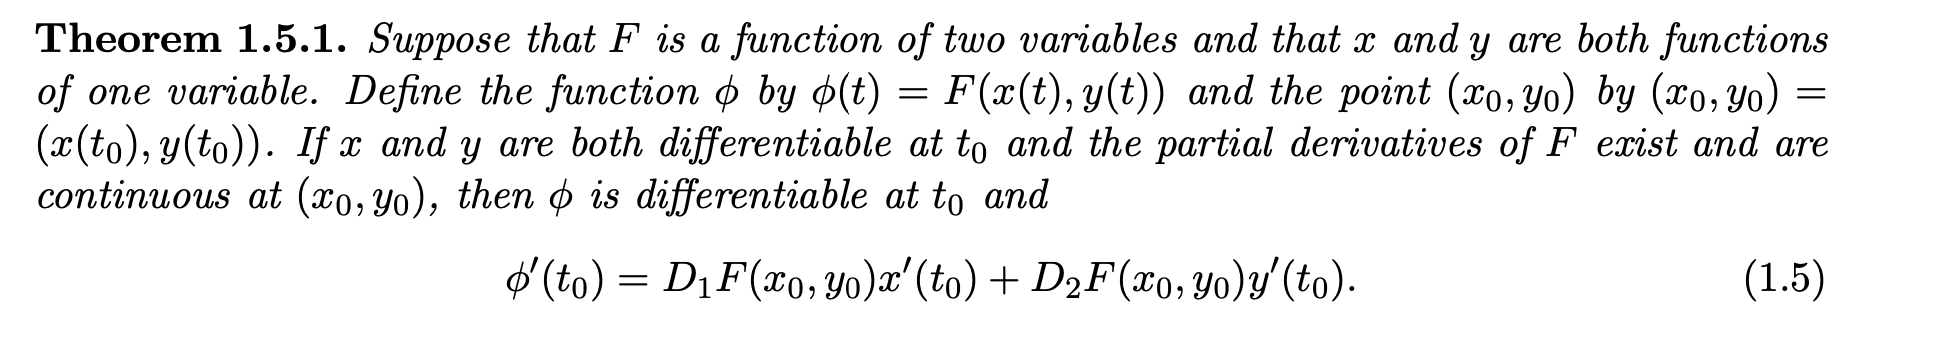 Theorem 1.5.1. Suppose that F is a function of two variables and that x and y are both functions
of one variable. Define the function ϕ by ϕ(t) = F(x(t), y(t)) and the point (x₀, y₀) by (x₀, y₀) =
(x(t₀), y(t₀)). If x and y are both differentiable at t₀ and the partial derivatives of F exist and are
continuous at (x₀, y₀), then ϕ is differentiable at t₀ and
ϕ′(t₀) = D₁F(x₀, y₀)x′(t₀) + D₂F(x₀, y₀)y′(t₀). (1.5)